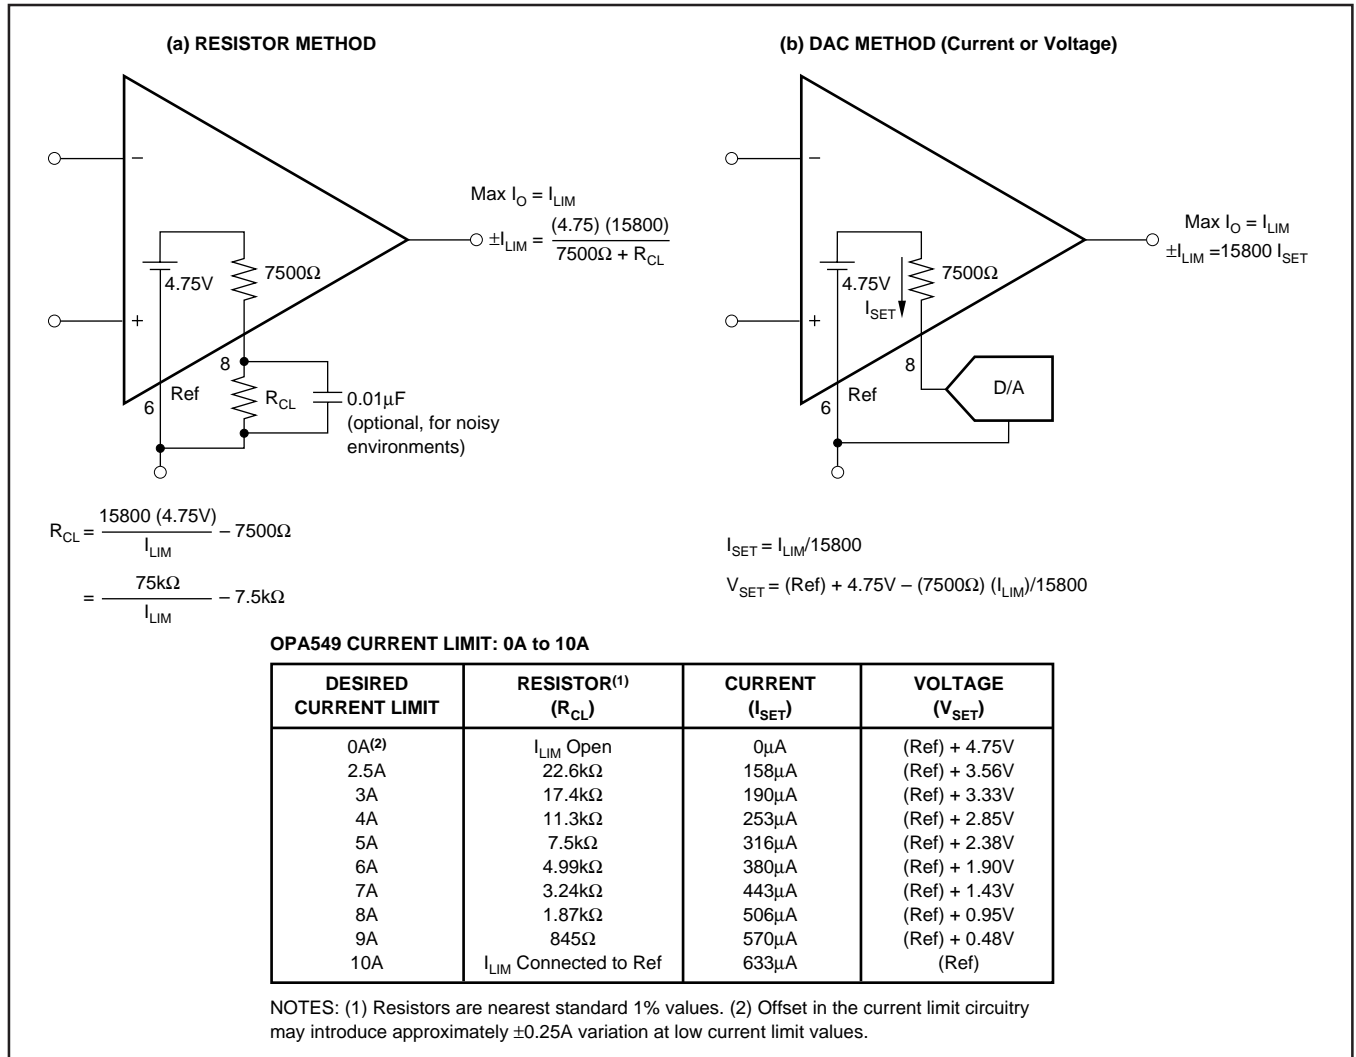 (a) RESISTOR METHOD
−
+
4.75V
7500Ω
8
6
Ref
R_CL
0.01µF
(optional, for noisy
environments)
Max I_O = I_LIM
±I_LIM = (4.75) (15800) / 7500Ω + R_CL
R_CL = 15800 (4.75V) / I_LIM − 7500Ω
= 75kΩ / I_LIM − 7.5kΩ
(b) DAC METHOD (Current or Voltage)
−
+
4.75V
7500Ω
I_SET
8
6
Ref
D/A
Max I_O = I_LIM
±I_LIM =15800 I_SET
I_SET = I_LIM/15800
V_SET = (Ref) + 4.75V − (7500Ω) (I_LIM)/15800
OPA549 CURRENT LIMIT: 0A to 10A
DESIRED CURRENT LIMIT RESISTOR(1) (R_CL) CURRENT (I_SET) VOLTAGE (V_SET)
0A(2) I_LIM Open 0µA (Ref) + 4.75V
2.5A 22.6kΩ 158µA (Ref) + 3.56V
3A 17.4kΩ 190µA (Ref) + 3.33V
4A 11.3kΩ 253µA (Ref) + 2.85V
5A 7.5kΩ 316µA (Ref) + 2.38V
6A 4.99kΩ 380µA (Ref) + 1.90V
7A 3.24kΩ 443µA (Ref) + 1.43V
8A 1.87kΩ 506µA (Ref) + 0.95V
9A 845Ω 570µA (Ref) + 0.48V
10A I_LIM Connected to Ref 633µA (Ref)
NOTES: (1) Resistors are nearest standard 1% values. (2) Offset in the current limit circuitry
may introduce approximately ±0.25A variation at low current limit values.